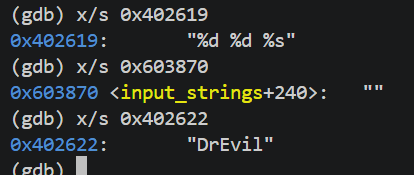 (gdb) x/s 0x402619
0x402619:       "%d %d %s"
(gdb) x/s 0x603870
0x603870 <input_strings+240>:   ""
(gdb) x/s 0x402622
0x402622:       "DrEvil"
(gdb)